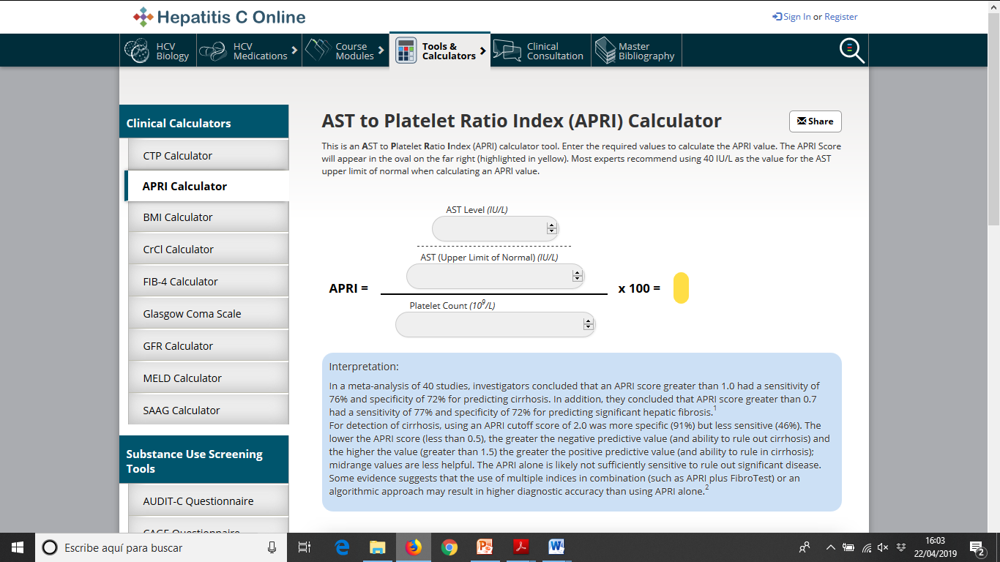 Hepatitis C Online
Sign In or Register
HCV
Biology
HCV
Medications
Course
Modules
Tools &
Calculators
Clinical
Consultation
Master
Bibliography
Clinical Calculators
CTP Calculator
APRI Calculator
BMI Calculator
CrCl Calculator
FIB-4 Calculator
Glasgow Coma Scale
GFR Calculator
MELD Calculator
SAAG Calculator
Substance Use Screening
Tools
AUDIT-C Questionnaire
CAGE Questionnaire
AST to Platelet Ratio Index (APRI) Calculator
Share
This is an AST to Platelet Ratio Index (APRI) calculator tool. Enter the required values to calculate the APRI value. The APRI Score
will appear in the oval on the far right (highlighted in yellow). Most experts recommend using 40 IU/L as the value for the AST
upper limit of normal when calculating an APRI value.
AST Level (IU/L)
AST (Upper Limit of Normal) (IU/L)
APRI =
x 100 =
Platelet Count (10⁹/L)
Interpretation:
In a meta-analysis of 40 studies, investigators concluded that an APRI score greater than 1.0 had a sensitivity of
76% and specificity of 72% for predicting cirrhosis. In addition, they concluded that APRI score greater than 0.7
had a sensitivity of 77% and specificity of 72% for predicting significant hepatic fibrosis.¹
For detection of cirrhosis, using an APRI cutoff score of 2.0 was more specific (91%) but less sensitive (46%). The
lower the APRI score (less than 0.5), the greater the negative predictive value (and ability to rule out cirrhosis) and
the higher the value (greater than 1.5) the greater the positive predictive value (and ability to rule in cirrhosis);
midrange values are less helpful. The APRI alone is likely not sufficiently sensitive to rule out significant disease.
Some evidence suggests that the use of multiple indices in combination (such as APRI plus FibroTest) or an
algorithmic approach may result in higher diagnostic accuracy than using APRI alone.²
Escribe aquí para buscar
16:03
22/04/2019
2